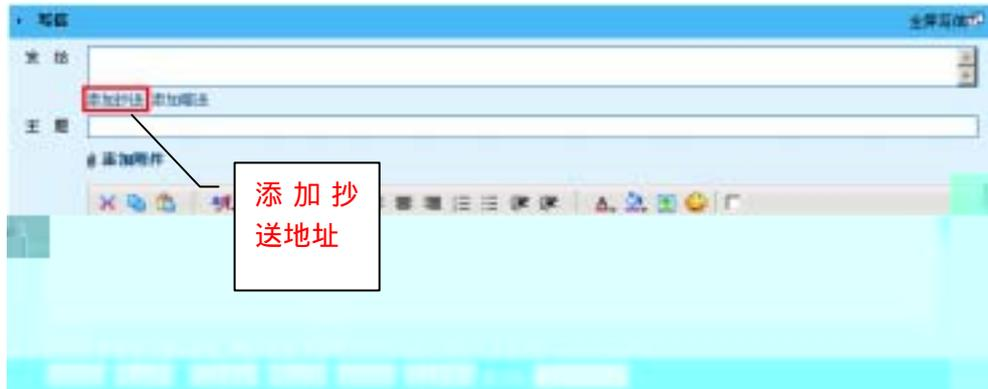 写信
全屏写信
发 给
添加抄送 添加暗送
主 题
添加附件
添 加 抄
送地址